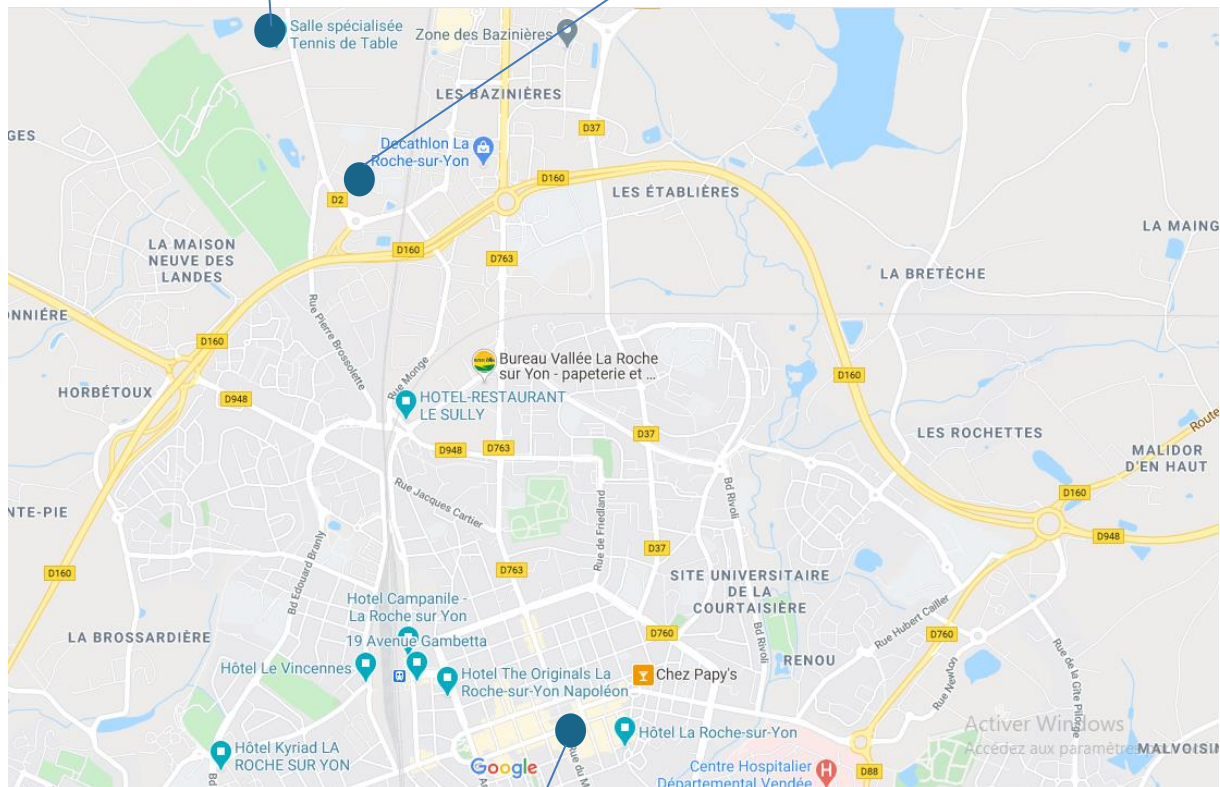 Salle spécialisée
Tennis de Table
Zone des Bazinières
LES BAZINIÈRES
GES
D37
Decathlon La
Roche-sur-Yon
D160
LES ÉTABLIÈRES
D2
LA MAISON
NEUVE DES
LANDES
D160
D763
LA MAING
LA BRETÈCHE
ONNIÉRE
Rue Pierre Brossolette
D160
Rue Monge
Bureau Vallée La Roche
sur Yon - papeterie et ...
D160
HORBÉTOUX
D948
HOTEL-RESTAURANT
LE SULLY
Route
D37
LES ROCHETTES
D948
D763
MALIDOR
D'EN HAUT
Rue Jacques Cartier
Bd Rivoli
D160
NTE-PIE
Rue de Friedland
D948
Bd Edouard Branly
D37
D160
D763
SITE UNIVERSITAIRE
DE LA
COURTAISIÈRE
Hotel Campanile -
La Roche sur Yon
Rue Hubert Cailler
LA BROSSARDIÈRE
19 Avenue Gambetta
D760
D760
Bd Rivoli
RENOU
Hôtel Le Vincennes
Hotel The Originals La
Roche-sur-Yon Napoléon
Chez Papy's
Rue Newton
Rue de la Gîte Pilorge
Activer Windows
Accédez aux paramètres
MALVOISIN
Hôtel La Roche-sur-Yon
Hôtel Kyriad LA
ROCHE SUR YON
Google
Rue du M
Centre Hospitalier
Départemental Vendée
D88
Bd